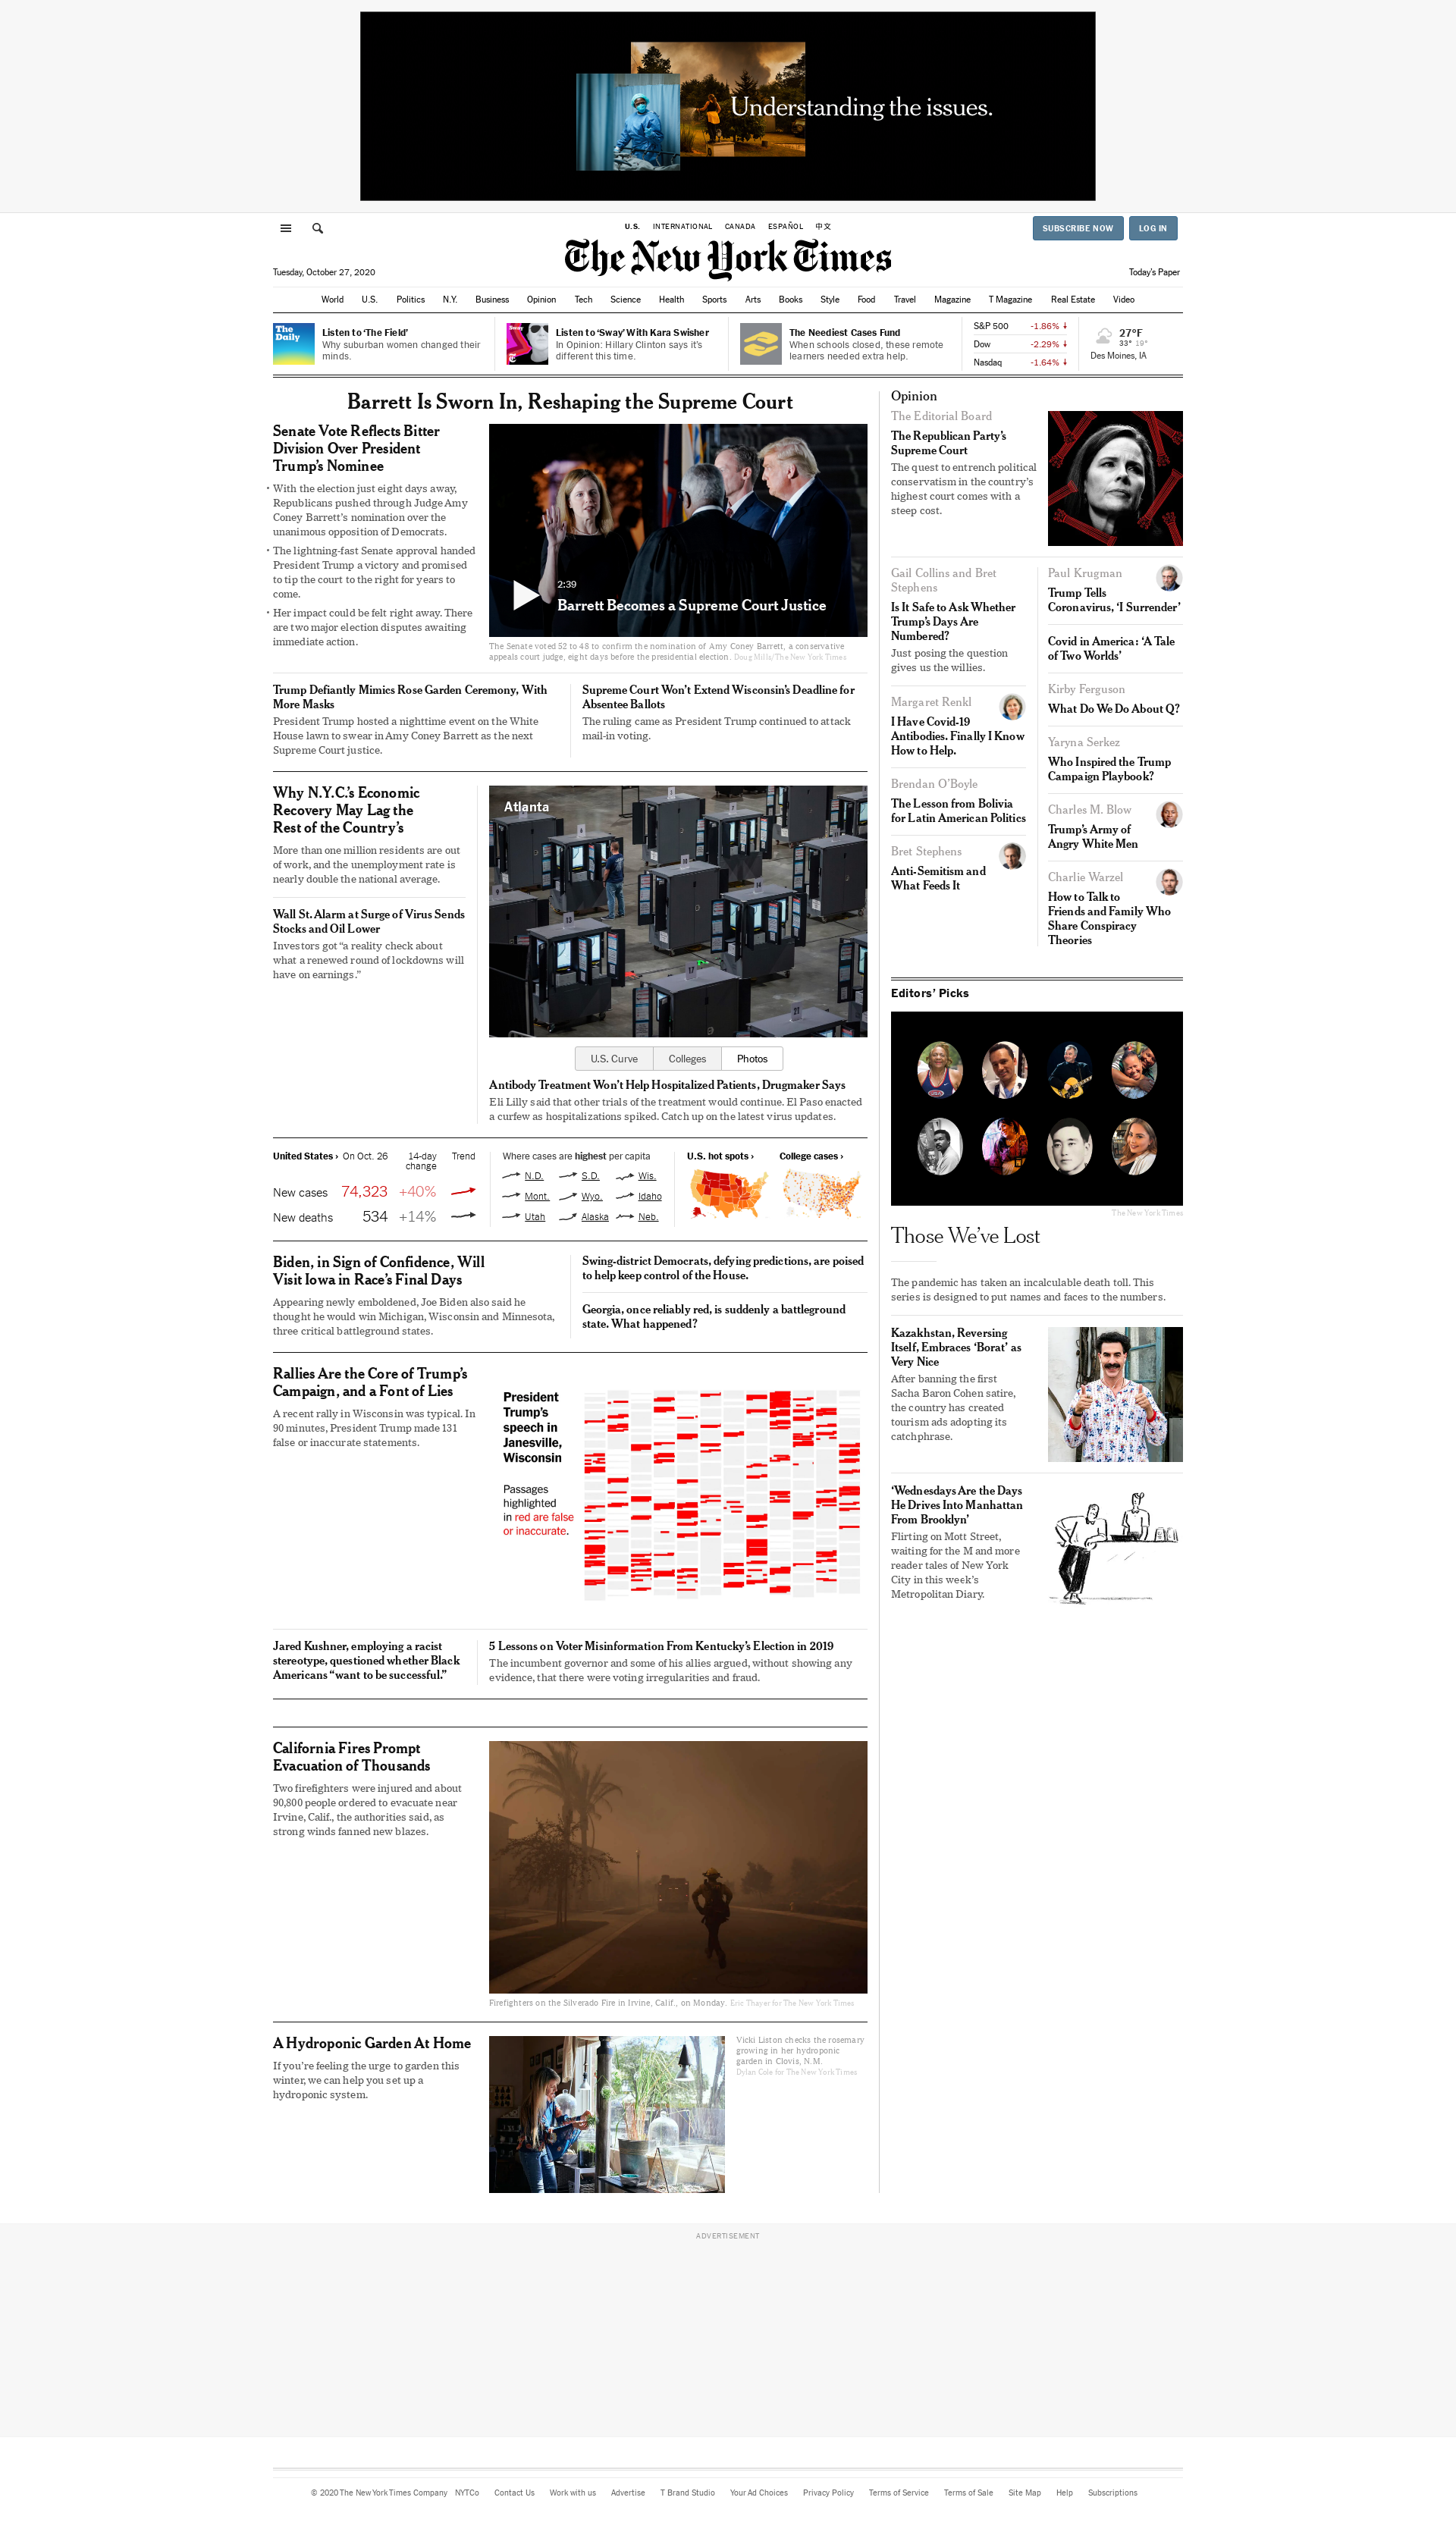 Understanding the issues.
U.S. INTERNATIONAL CANADA ESPAÑOL 中文
SUBSCRIBE NOW LOG IN
The New York Times
Tuesday, October 27, 2020
Today's Paper
World U.S. Politics N.Y. Business Opinion Tech Science Health Sports Arts Books Style Food Travel Magazine T Magazine Real Estate Video
The Daily
Listen to ‘The Field’
Why suburban women changed their
minds.
Sway
Listen to ‘Sway’ With Kara Swisher
In Opinion: Hillary Clinton says it’s
different this time.
The Neediest Cases Fund
When schools closed, these remote
learners needed extra help.
S&P 500 -1.86%
Dow -2.29%
Nasdaq -1.64%
27°F
33° 19°
Des Moines, IA
Barrett Is Sworn In, Reshaping the Supreme Court
Senate Vote Reflects Bitter
Division Over President
Trump’s Nominee
• With the election just eight days away,
Republicans pushed through Judge Amy
Coney Barrett’s nomination over the
unanimous opposition of Democrats.
• The lightning-fast Senate approval handed
President Trump a victory and promised
to tip the court to the right for years to
come.
• Her impact could be felt right away. There
are two major election disputes awaiting
immediate action.
2:39
Barrett Becomes a Supreme Court Justice
The Senate voted 52 to 48 to confirm the nomination of Amy Coney Barrett, a conservative
appeals court judge, eight days before the presidential election. Doug Mills/The New York Times
Trump Defiantly Mimics Rose Garden Ceremony, With
More Masks
President Trump hosted a nighttime event on the White
House lawn to swear in Amy Coney Barrett as the next
Supreme Court justice.
Supreme Court Won’t Extend Wisconsin’s Deadline for
Absentee Ballots
The ruling came as President Trump continued to attack
mail-in voting.
Why N.Y.C.’s Economic
Recovery May Lag the
Rest of the Country’s
More than one million residents are out
of work, and the unemployment rate is
nearly double the national average.
Wall St. Alarm at Surge of Virus Sends
Stocks and Oil Lower
Investors got “a reality check about
what a renewed round of lockdowns will
have on earnings.”
Atlanta
13
14
17
U.S. Curve Colleges Photos
Antibody Treatment Won’t Help Hospitalized Patients, Drugmaker Says
Eli Lilly said that other trials of the treatment would continue. El Paso enacted
a curfew as hospitalizations spiked. Catch up on the latest virus updates.
United States › On Oct. 26 14-day
change Trend
New cases 74,323 +40%
New deaths 534 +14%
Where cases are highest per capita
N.D. S.D. Wis.
Mont. Wyo. Idaho
Utah Alaska Neb.
U.S. hot spots › College cases ›
Biden, in Sign of Confidence, Will
Visit Iowa in Race’s Final Days
Appearing newly emboldened, Joe Biden also said he
thought he would win Michigan, Wisconsin and Minnesota,
three critical battleground states.
Swing-district Democrats, defying predictions, are poised
to help keep control of the House.
Georgia, once reliably red, is suddenly a battleground
state. What happened?
Rallies Are the Core of Trump’s
Campaign, and a Font of Lies
A recent rally in Wisconsin was typical. In
90 minutes, President Trump made 131
false or inaccurate statements.
President
Trump’s
speech in
Janesville,
Wisconsin
Passages
highlighted
in red are false
or inaccurate.
Jared Kushner, employing a racist
stereotype, questioned whether Black
Americans “want to be successful.”
5 Lessons on Voter Misinformation From Kentucky’s Election in 2019
The incumbent governor and some of his allies argued, without showing any
evidence, that there were voting irregularities and fraud.
California Fires Prompt
Evacuation of Thousands
Two firefighters were injured and about
90,800 people ordered to evacuate near
Irvine, Calif., the authorities said, as
strong winds fanned new blazes.
Firefighters on the Silverado Fire in Irvine, Calif., on Monday. Eric Thayer for The New York Times
A Hydroponic Garden At Home
If you’re feeling the urge to garden this
winter, we can help you set up a
hydroponic system.
Vicki Liston checks the rosemary
growing in her hydroponic
garden in Clovis, N.M.
Dylan Cole for The New York Times
Opinion
The Editorial Board
The Republican Party’s
Supreme Court
The quest to entrench political
conservatism in the country’s
highest court comes with a
steep cost.
Gail Collins and Bret
Stephens
Is It Safe to Ask Whether
Trump’s Days Are
Numbered?
Just posing the question
gives us the willies.
Margaret Renkl
I Have Covid-19
Antibodies. Finally I Know
How to Help.
Brendan O’Boyle
The Lesson from Bolivia
for Latin American Politics
Bret Stephens
Anti-Semitism and
What Feeds It
Paul Krugman
Trump Tells
Coronavirus, ‘I Surrender’
Covid in America: ‘A Tale
of Two Worlds’
Kirby Ferguson
What Do We Do About Q?
Yaryna Serkez
Who Inspired the Trump
Campaign Playbook?
Charles M. Blow
Trump’s Army of
Angry White Men
Charlie Warzel
How to Talk to
Friends and Family Who
Share Conspiracy
Theories
Editors’ Picks
The New York Times
Those We’ve Lost
The pandemic has taken an incalculable death toll. This
series is designed to put names and faces to the numbers.
Kazakhstan, Reversing
Itself, Embraces ‘Borat’ as
Very Nice
After banning the first
Sacha Baron Cohen satire,
the country has created
tourism ads adopting its
catchphrase.
‘Wednesdays Are the Days
He Drives Into Manhattan
From Brooklyn’
Flirting on Mott Street,
waiting for the M and more
reader tales of New York
City in this week’s
Metropolitan Diary.
ADVERTISEMENT
© 2020 The New York Times Company NYTCo Contact Us Work with us Advertise T Brand Studio Your Ad Choices Privacy Policy Terms of Service Terms of Sale Site Map Help Subscriptions